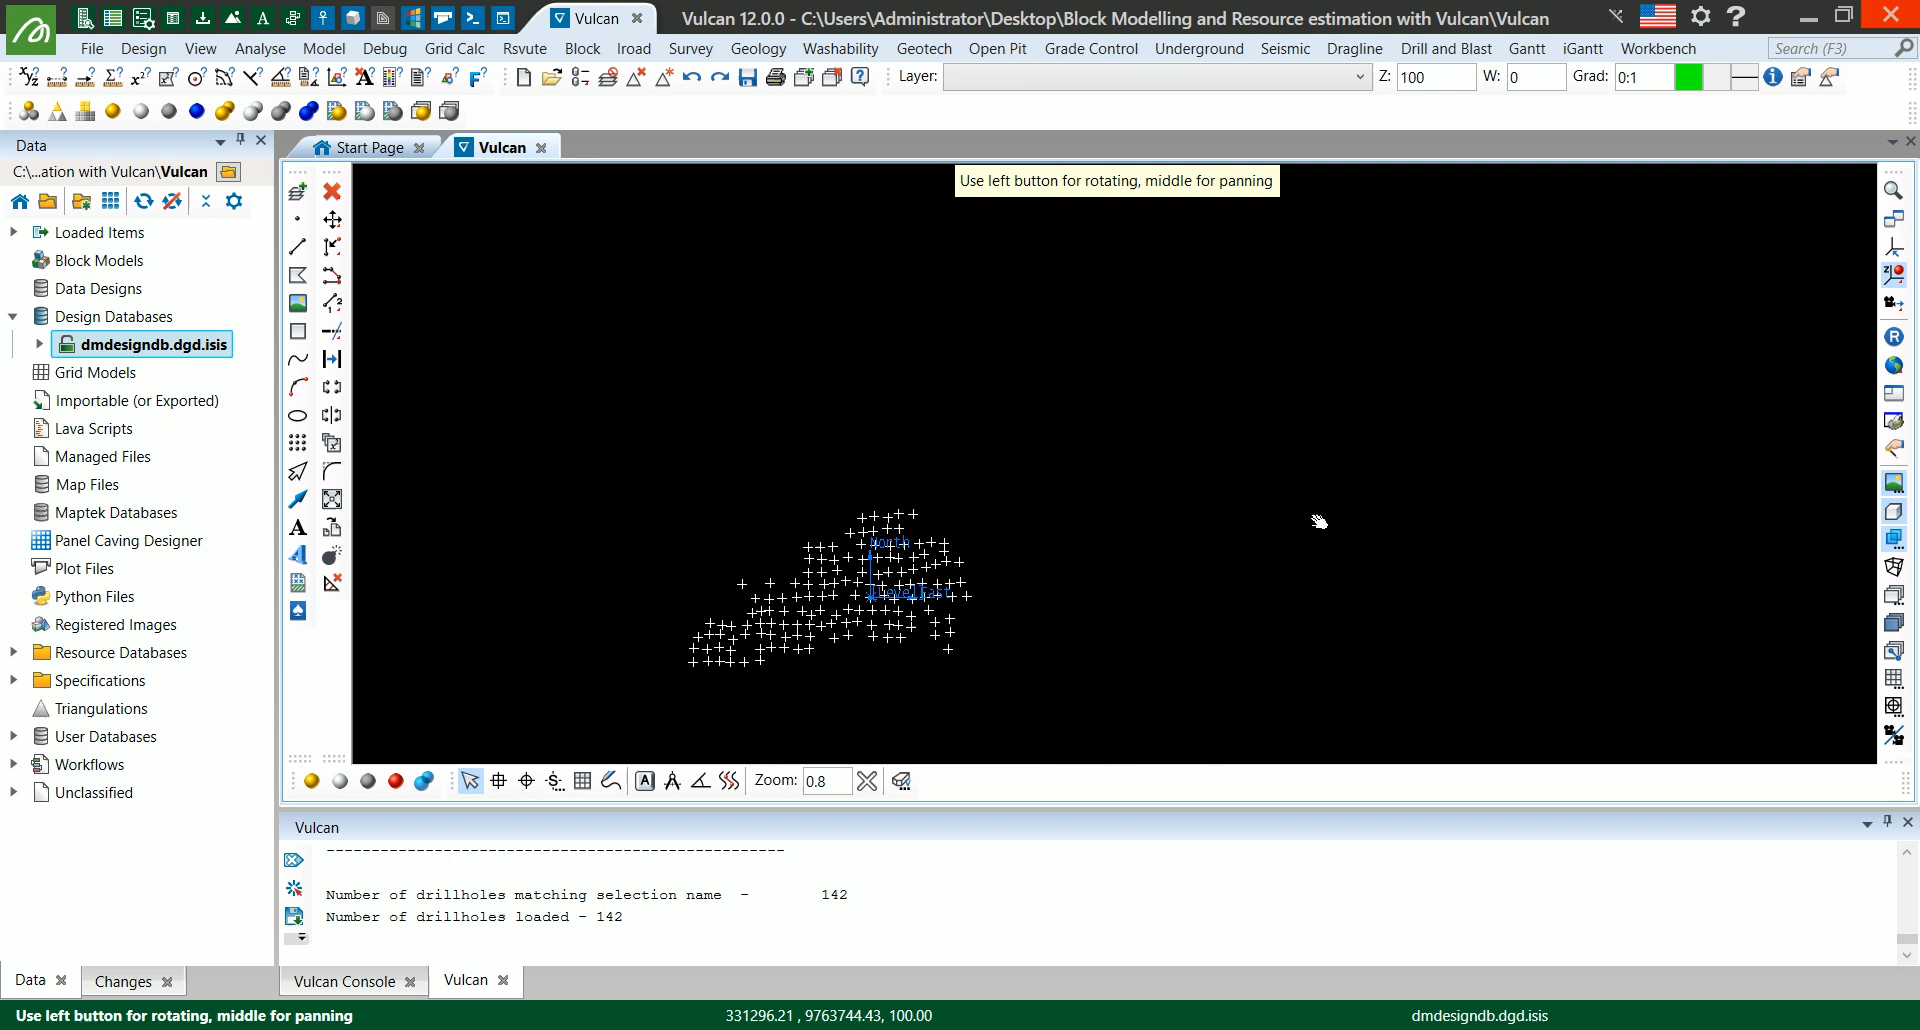 Vulcan
Vulcan 12.0.0 - C:\Users\Administrator\Desktop\Block Modelling and Resource estimation with Vulcan\Vulcan
File Design View Analyse Model Debug Grid Calc Rsvute Block Iroad Survey Geology Washability Geotech Open Pit Grade Control Underground Seismic Dragline Drill and Blast Gantt iGantt Workbench Search (F3)
Layer: Z: 100 W: 0 Grad: 0:1
Data
C:\...ation with Vulcan\Vulcan
Start Page
Vulcan
Use left button for rotating, middle for panning
Loaded Items
Block Models
Data Designs
Design Databases
dmdesigndb.dgd.isis
Grid Models
Importable (or Exported)
Lava Scripts
Managed Files
Map Files
Maptek Databases
Panel Caving Designer
Plot Files
Python Files
Registered Images
Resource Databases
Specifications
Triangulations
User Databases
Workflows
Unclassified
North
Level East
Zoom: 0.8
Vulcan
Number of drillholes matching selection name - 142
Number of drillholes loaded - 142
Data Changes
Vulcan Console Vulcan
Use left button for rotating, middle for panning 331296.21 , 9763744.43, 100.00 dmdesigndb.dgd.isis